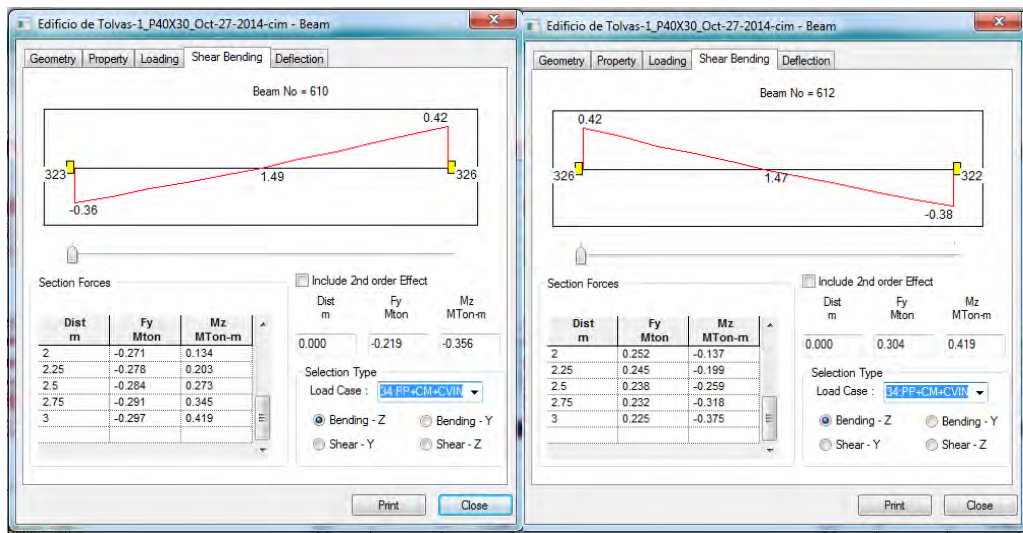 Edificio de Tolvas-1_P40X30_Oct-27-2014-cim - Beam
Geometry Property Loading Shear Bending Deflection
Beam No = 610
0.42
323 1.49 326
-0.36
Section Forces
Include 2nd order Effect
Dist Fy Mz
m Mton MTon-m
0.000 -0.219 -0.356
Dist Fy Mz
m Mton MTon-m
2 -0.271 0.134
2.25 -0.278 0.203
2.5 -0.284 0.273
2.75 -0.291 0.345
3 -0.297 0.419
Selection Type
Load Case : 34:PP+CM+CVIN
Bending - Z Bending - Y
Shear - Y Shear - Z
Print Close
Edificio de Tolvas-1_P40X30_Oct-27-2014-cim - Beam
Geometry Property Loading Shear Bending Deflection
Beam No = 612
0.42
326 1.47 322
-0.38
Section Forces
Include 2nd order Effect
Dist Fy Mz
m Mton MTon-m
0.000 0.304 0.419
Dist Fy Mz
m Mton MTon-m
2 0.252 -0.137
2.25 0.245 -0.199
2.5 0.238 -0.259
2.75 0.232 -0.318
3 0.225 -0.375
Selection Type
Load Case : 34:PP+CM+CVIN
Bending - Z Bending - Y
Shear - Y Shear - Z
Print Close